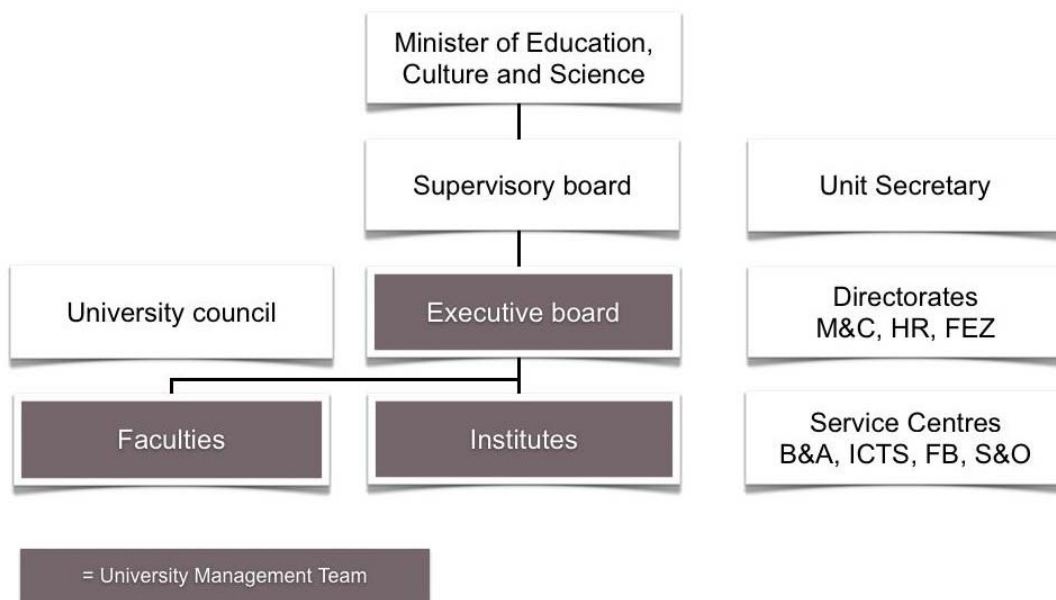 Minister of Education,
Culture and Science
Supervisory board
Unit Secretary
University council
Executive board
Directorates
M&C, HR, FEZ
Faculties
Institutes
Service Centres
B&A, ICTS, FB, S&O
= University Management Team